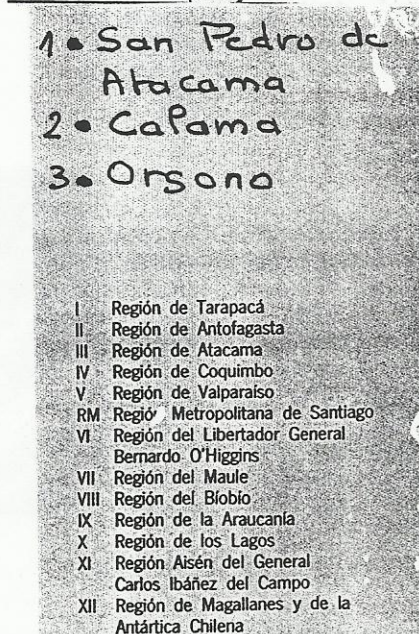 1. San Pedro de
Atacama
2. Calama
3. Orsono
I Región de Tarapacá
II Región de Antofagasta
III Región de Atacama
IV Región de Coquimbo
V Región de Valparaíso
RM Región Metropolitana de Santiago
VI Región del Libertador General
Bernardo O'Higgins
VII Región del Maule
VIII Región del Bíobío
IX Región de la Araucanía
X Región de los Lagos
XI Región Aisén del General
Carlos Ibáñez del Campo
XII Región de Magallanes y de la
Antártica Chilena